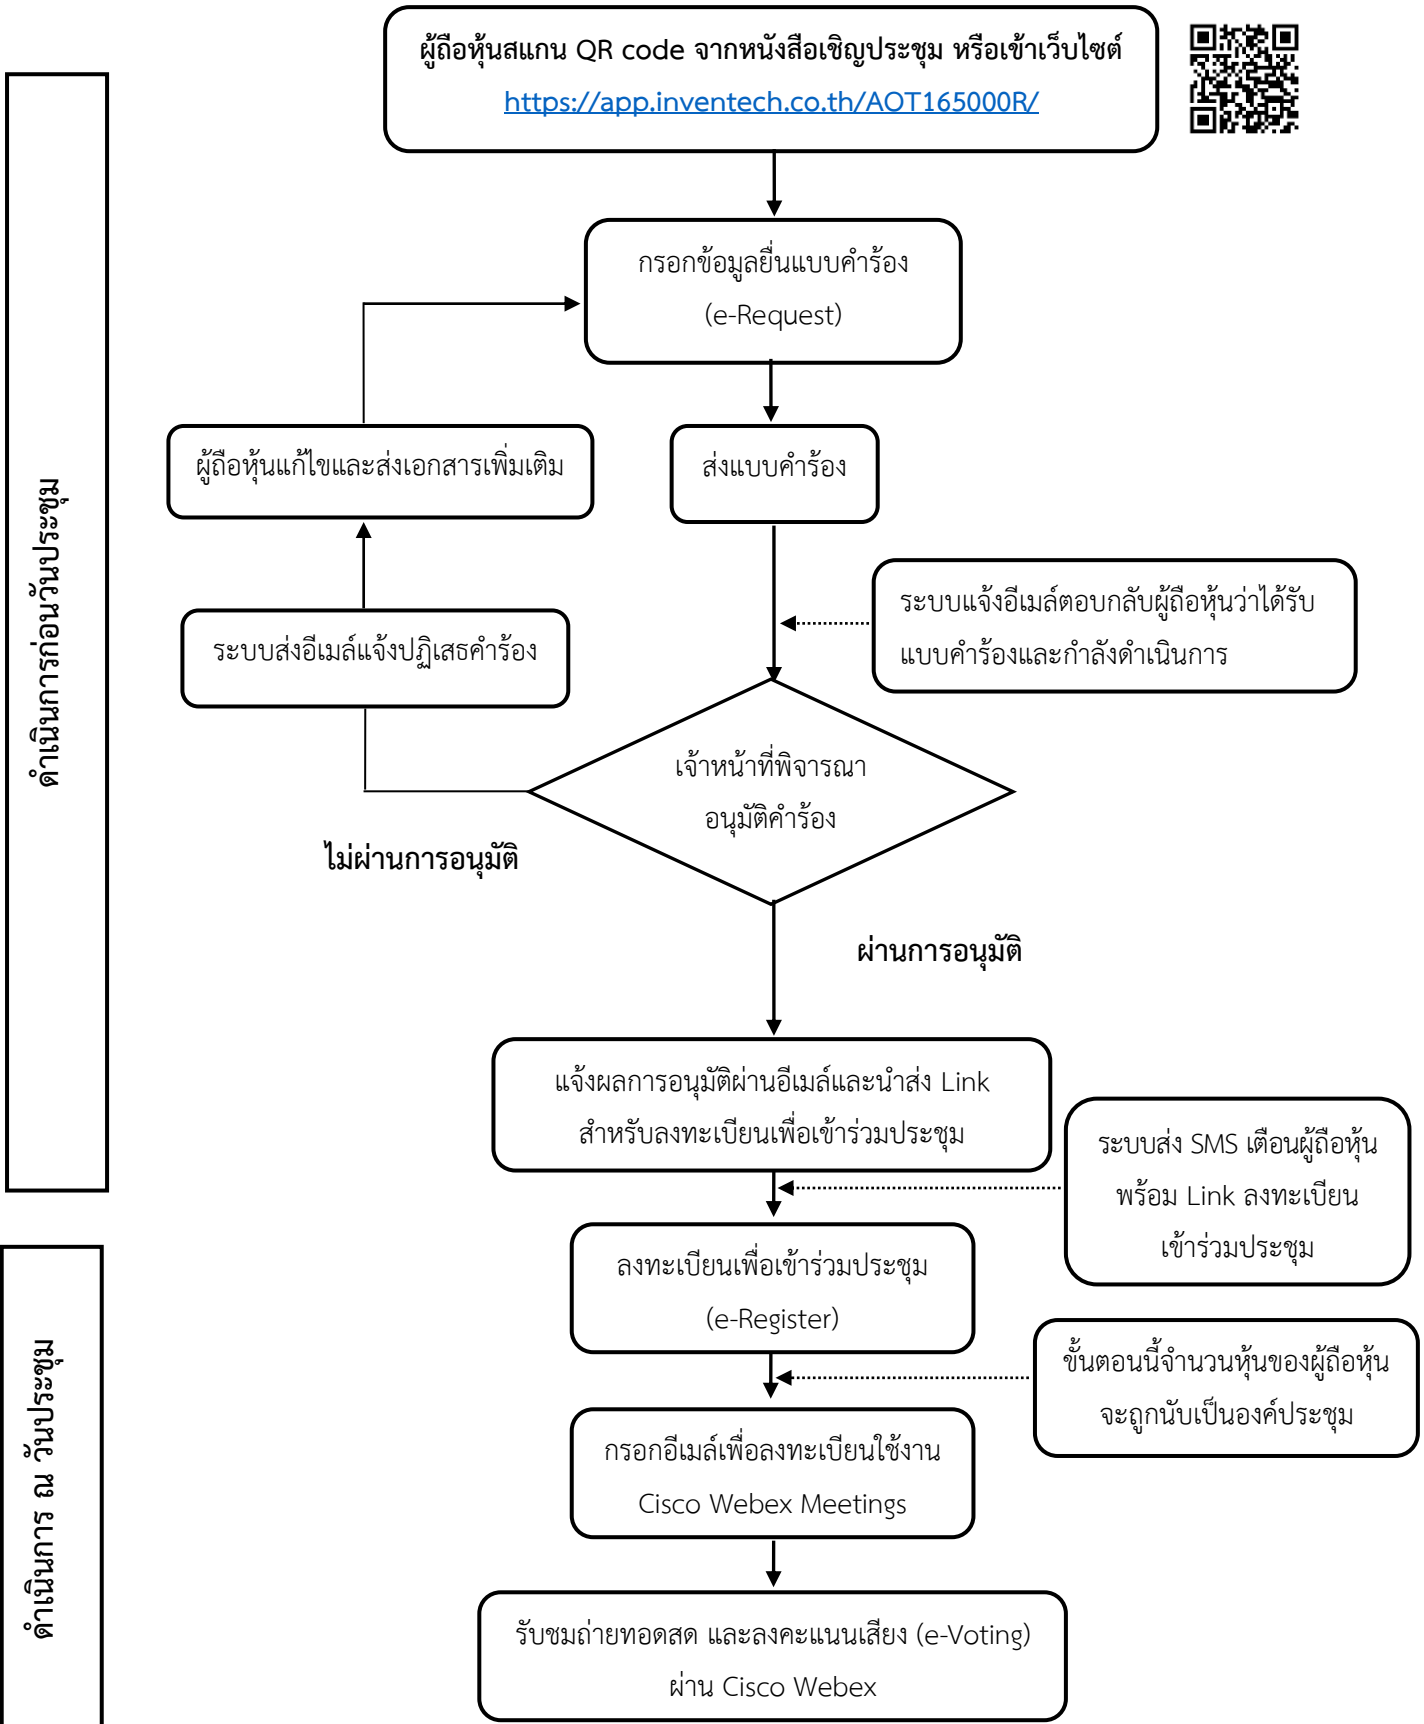 ผู้ถือหุ้นสแกน QR code จากหนังสือเชิญประชุม หรือเข้าเว็บไซต์
https://app.inventech.co.th/AOT165000R/
ดำเนินการก่อนวันประชุม
กรอกข้อมูลยื่นแบบคำร้อง
(e-Request)
ผู้ถือหุ้นแก้ไขและส่งเอกสารเพิ่มเติม
ส่งแบบคำร้อง
ระบบแจ้งอีเมล์ตอบกลับผู้ถือหุ้นว่าได้รับ
แบบคำร้องและกำลังดำเนินการ
ระบบส่งอีเมล์แจ้งปฏิเสธคำร้อง
เจ้าหน้าที่พิจารณา
อนุมัติคำร้อง
ไม่ผ่านการอนุมัติ
ผ่านการอนุมัติ
แจ้งผลการอนุมัติผ่านอีเมล์และนำส่ง Link
สำหรับลงทะเบียนเพื่อเข้าร่วมประชุม
ระบบส่ง SMS เตือนผู้ถือหุ้น
พร้อม Link ลงทะเบียน
เข้าร่วมประชุม
ดำเนินการ ณ วันประชุม
ลงทะเบียนเพื่อเข้าร่วมประชุม
(e-Register)
ขั้นตอนนี้จำนวนหุ้นของผู้ถือหุ้น
จะถูกนับเป็นองค์ประชุม
กรอกอีเมล์เพื่อลงทะเบียนใช้งาน
Cisco Webex Meetings
รับชมถ่ายทอดสด และลงคะแนนเสียง (e-Voting)
ผ่าน Cisco Webex